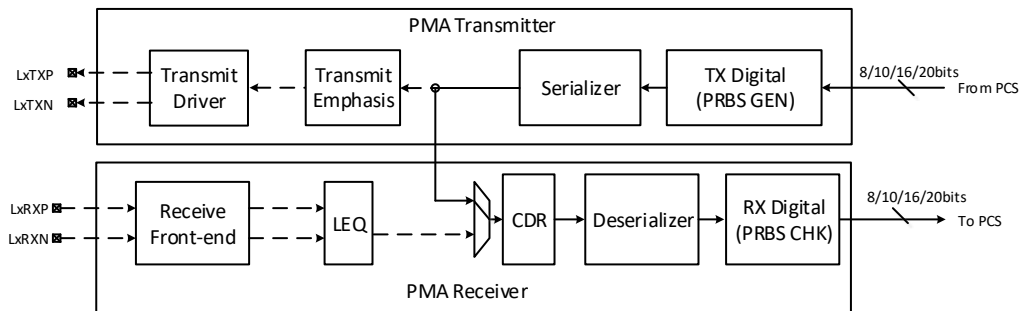 PMA Transmitter
LxTXP
LxTXN
Transmit
Driver
Transmit
Emphasis
Serializer
TX Digital
(PRBS GEN)
8/10/16/20bits
From PCS
LxRXP
LxRXN
Receive
Front-end
LEQ
CDR
Deserializer
RX Digital
(PRBS CHK)
8/10/16/20bits
To PCS
PMA Receiver